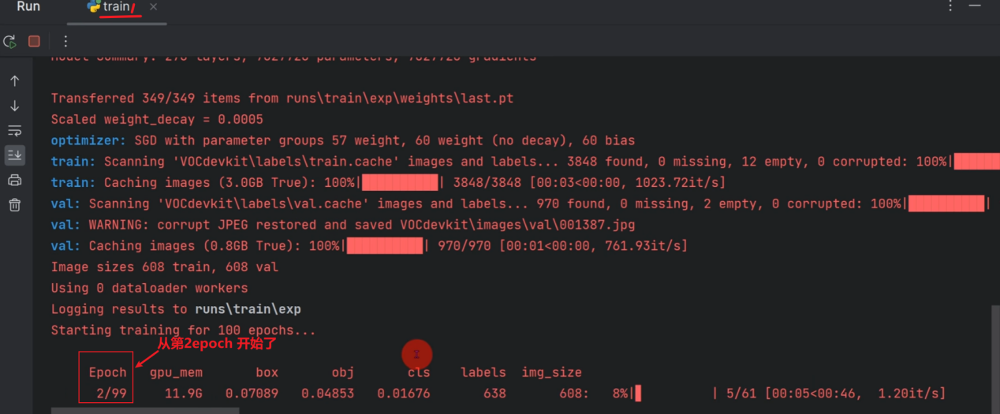 Run
train
Model Summary: 270 layers, 7027720 parameters, 7027720 gradients
Transferred 349/349 items from runs\train\exp\weights\last.pt
Scaled weight_decay = 0.0005
optimizer: SGD with parameter groups 57 weight, 60 weight (no decay), 60 bias
train: Scanning 'VOCdevkit\labels\train.cache' images and labels... 3848 found, 0 missing, 12 empty, 0 corrupted: 100%|
train: Caching images (3.0GB True): 100%| | 3848/3848 [00:03<00:00, 1023.72it/s]
val: Scanning 'VOCdevkit\labels\val.cache' images and labels... 970 found, 0 missing, 2 empty, 0 corrupted: 100%| |
val: WARNING: corrupt JPEG restored and saved VOCdevkit\images\val\001387.jpg
val: Caching images (0.8GB True): 100%| | 970/970 [00:01<00:00, 761.93it/s]
Image sizes 608 train, 608 val
Using 0 dataloader workers
Logging results to runs\train\exp
Starting training for 100 epochs...
从第2epoch 开始了
Epoch gpu_mem box obj cls labels img_size
2/99 11.9G 0.07089 0.04853 0.01676 638 608: 8%| | 5/61 [00:05<00:46, 1.20it/s]